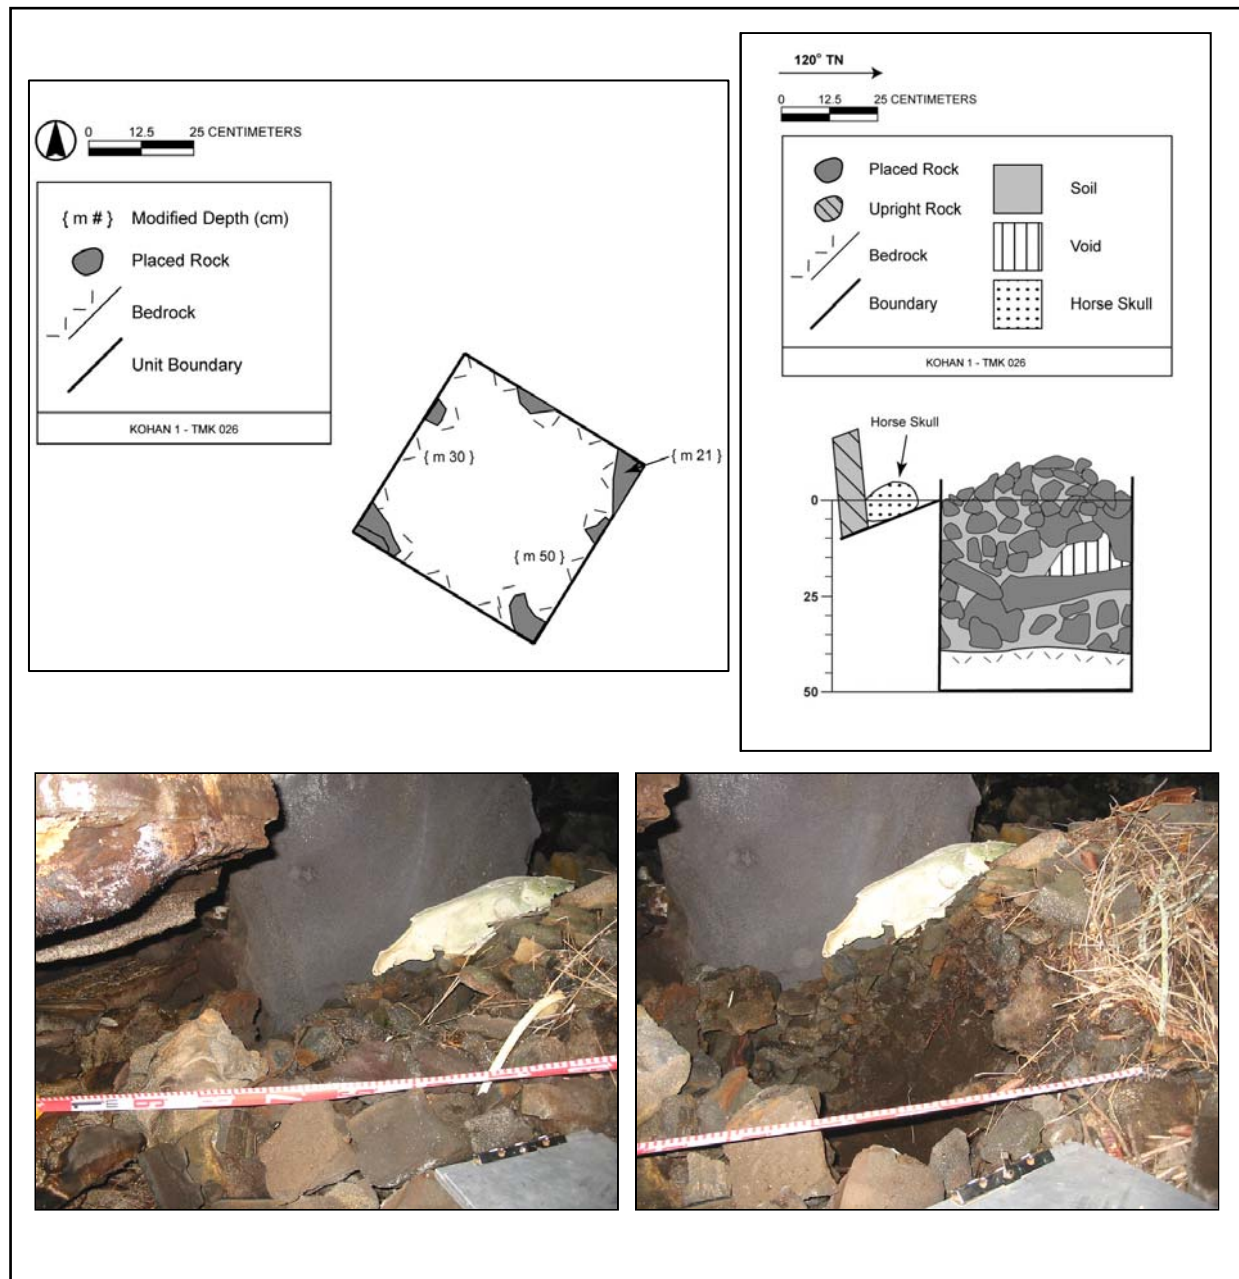 0 12.5 25 CENTIMETERS
{ m # } Modified Depth (cm)
Placed Rock
Bedrock
Unit Boundary
KOHAN 1 - TMK 026
{ m 30 }
{ m 21 }
{ m 50 }
120° TN
0 12.5 25 CENTIMETERS
Placed Rock
Upright Rock
Bedrock
Boundary
Soil
Void
Horse Skull
KOHAN 1 - TMK 026
Horse Skull
0
25
50